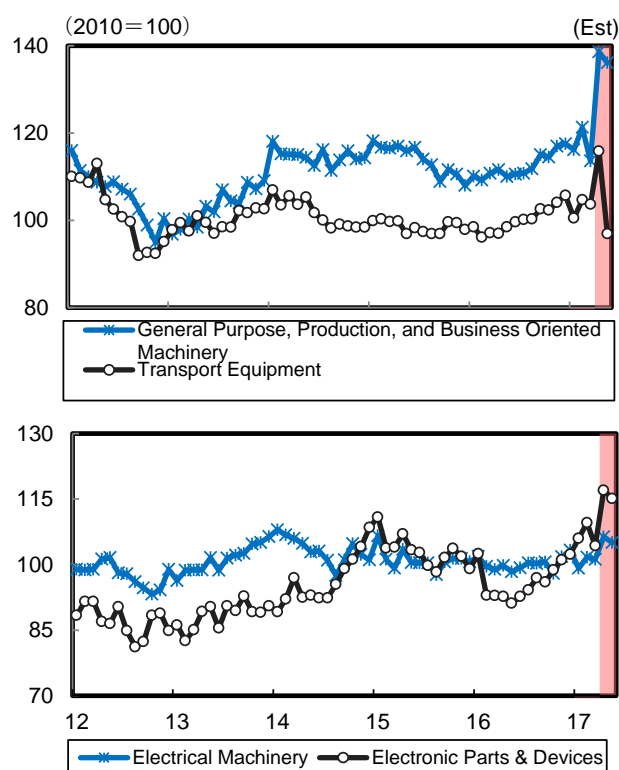 （2010＝100）
(Est)
140
120
100
80
General Purpose, Production, and Business Oriented
Machinery
Transport Equipment
130
115
100
85
70
12 13 14 15 16 17
Electrical Machinery Electronic Parts & Devices